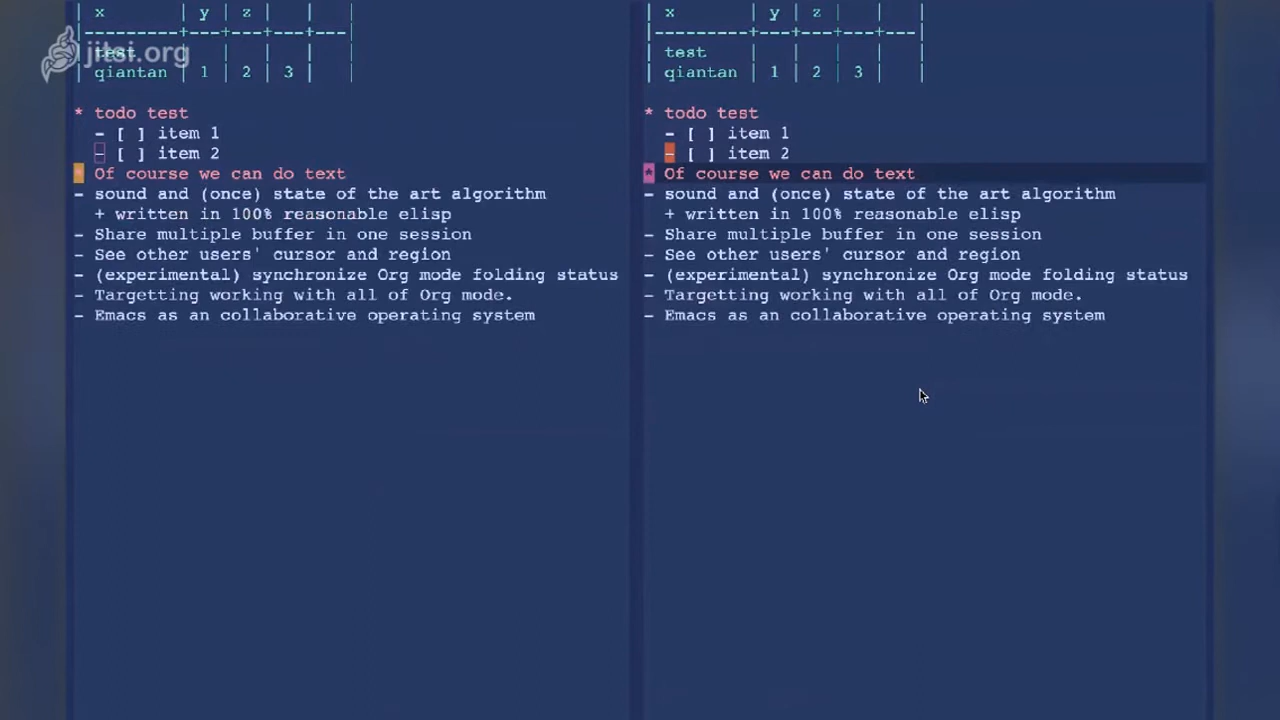 jitsi.org
| x | y | z | | |
|---------+---+---+---+---|
| test | | | | |
| qiantan | 1 | 2 | 3 | |
* todo test
- [ ] item 1
- [ ] item 2
* Of course we can do text
- sound and (once) state of the art algorithm
+ written in 100% reasonable elisp
- Share multiple buffer in one session
- See other users' cursor and region
- (experimental) synchronize Org mode folding status
- Targetting working with all of Org mode.
- Emacs as an collaborative operating system
| x | y | z | | |
|---------+---+---+---+---|
| test | | | | |
| qiantan | 1 | 2 | 3 | |
* todo test
- [ ] item 1
- [ ] item 2
* Of course we can do text
- sound and (once) state of the art algorithm
+ written in 100% reasonable elisp
- Share multiple buffer in one session
- See other users' cursor and region
- (experimental) synchronize Org mode folding status
- Targetting working with all of Org mode.
- Emacs as an collaborative operating system